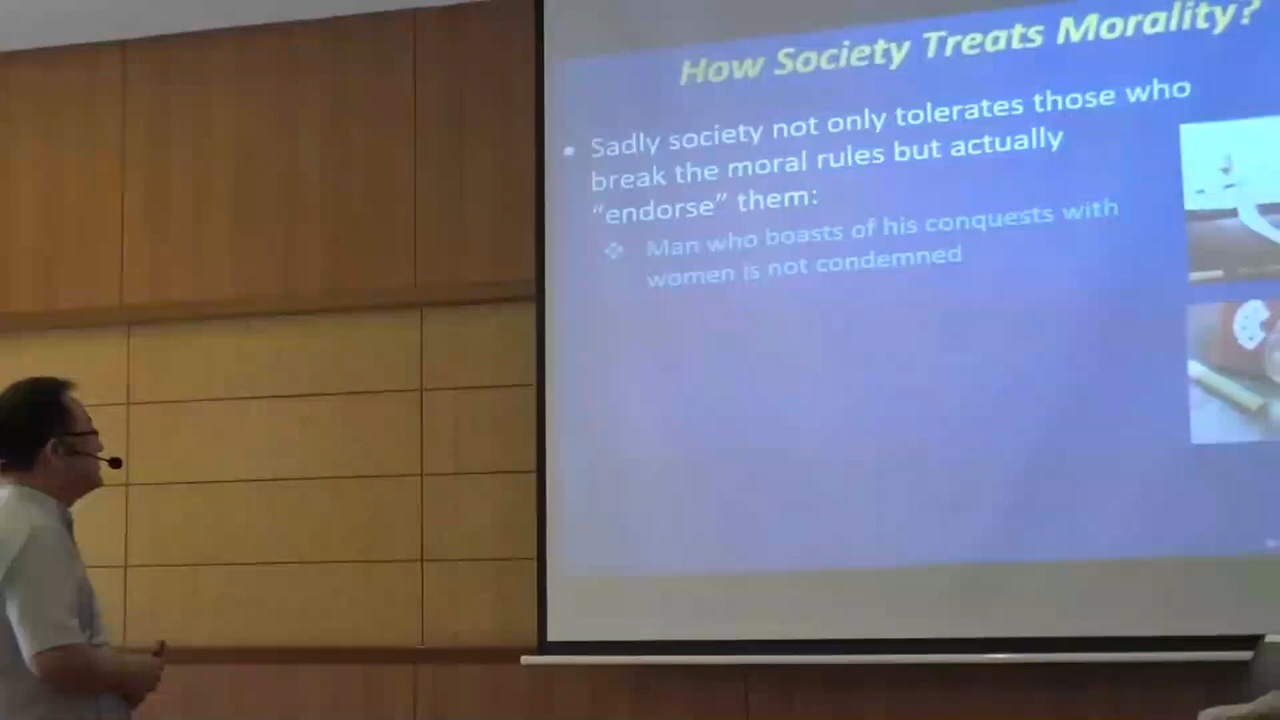 How Society Treats Morality?
• Sadly society not only tolerates those who
break the moral rules but actually
“endorse” them:
❖ Man who boasts of his conquests with
women is not condemned